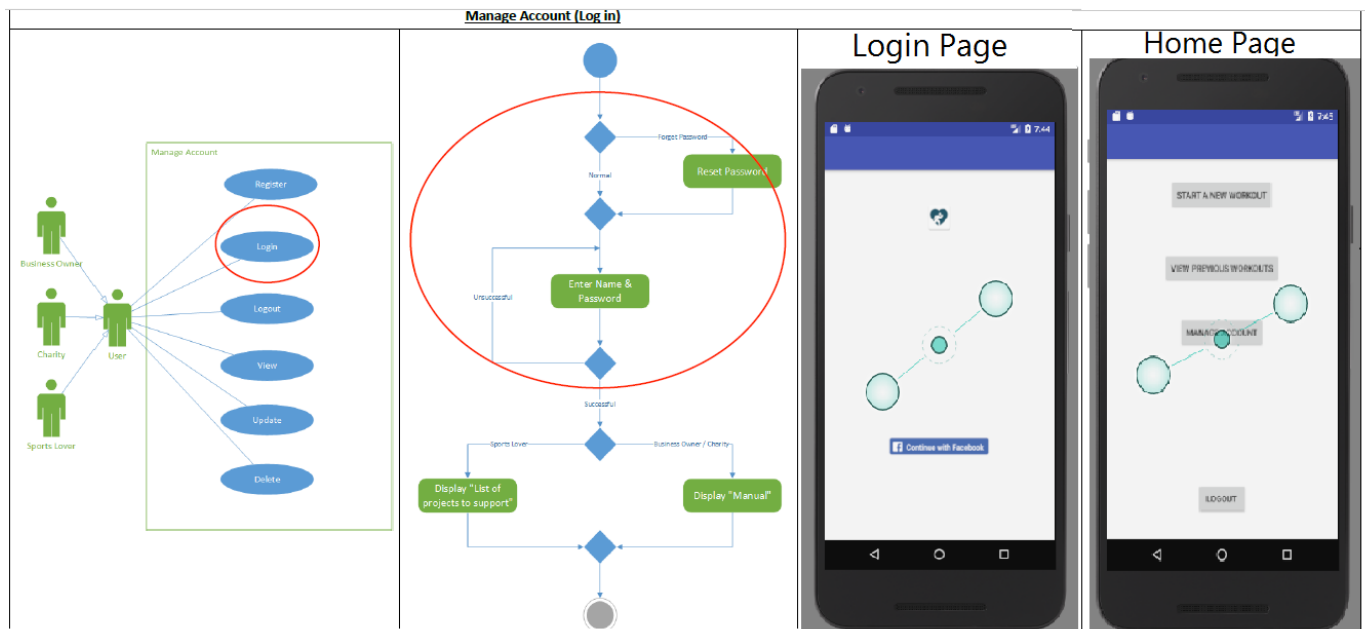 Manage Account (Log in)
Manage Account
Register
Login
Logout
View
Update
Delete
Business Owner
Charity
Sports Lover
User
Forget Password
Reset Password
Normal
Enter Name &
Password
Unsuccessful
Successful
Sports Lover
Business Owner / Charity
Display "List of
projects to support"
Display "Manual"
Login Page
7:44
Continue with Facebook
Home Page
7:45
START A NEW WORKOUT
VIEW PREVIOUS WORKOUTS
MANAGE ACCOUNT
LOGOUT